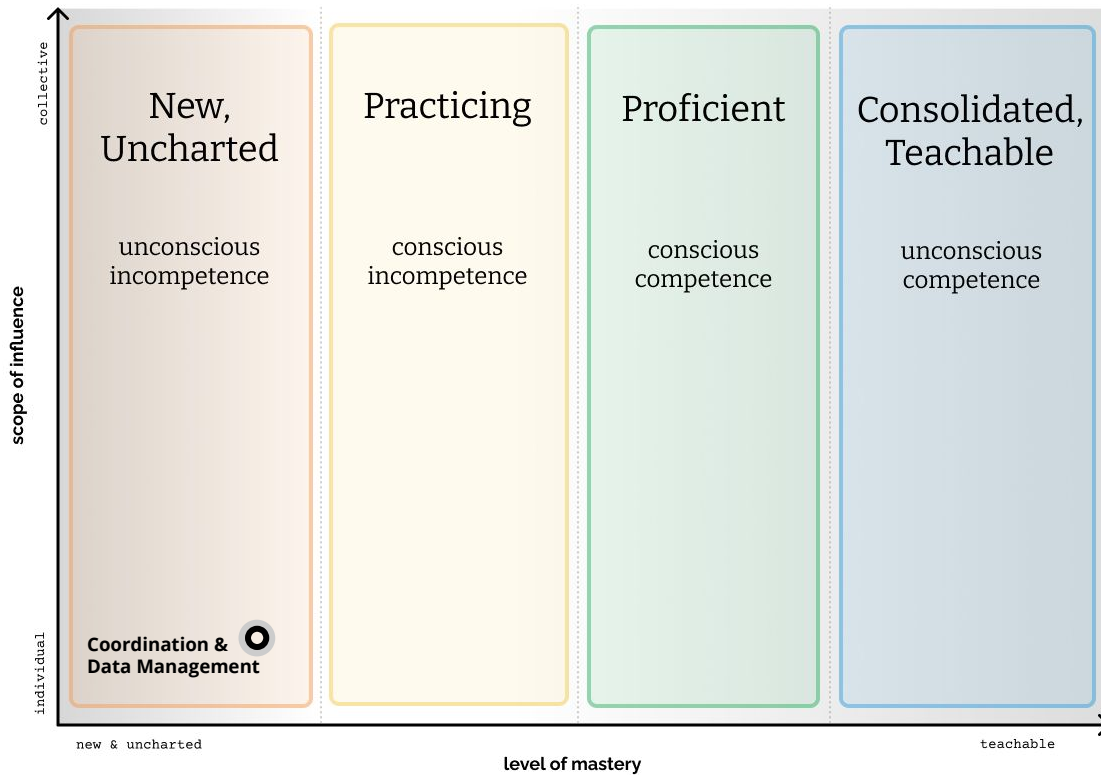 collective
New,
Uncharted
Practicing
Proficient
Consolidated,
Teachable
unconscious
incompetence
conscious
incompetence
conscious
competence
unconscious
competence
scope of influence
individual
Coordination &
Data Management
new & uncharted
teachable
level of mastery